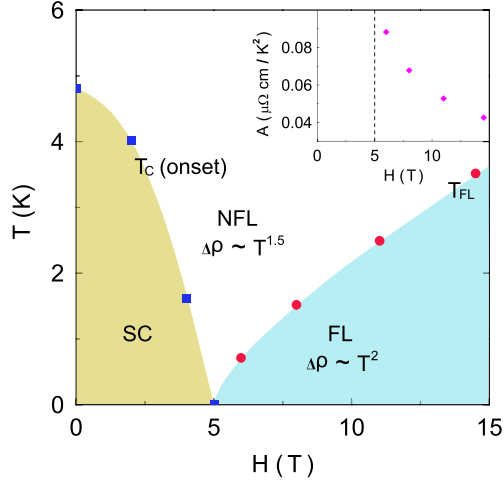 6
4
2
0
T (K)
0
5
10
15
H (T)
T_C (onset)
NFL
Δρ ~ T^1.5
SC
FL
Δρ ~ T^2
T_FL
0.08
0.06
0.04
A (μΩ cm / K²)
0
5
10
15
H (T)